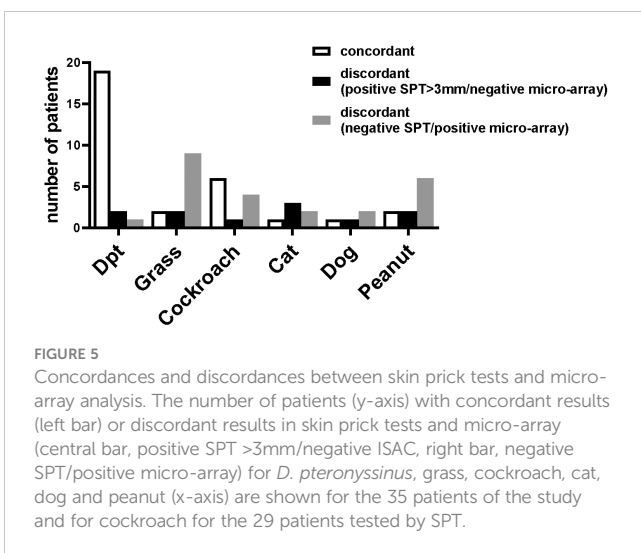 concordant
discordant
(positive SPT>3mm/negative micro-array)
discordant
(negative SPT/positive micro-array)
number of patients
20
15
10
5
0
Dpt
Grass
Cockroach
Cat
Dog
Peanut
FIGURE 5
Concordances and discordances between skin prick tests and micro-
array analysis. The number of patients (y-axis) with concordant results
(left bar) or discordant results in skin prick tests and micro-array
(central bar, positive SPT >3mm/negative ISAC, right bar, negative
SPT/positive micro-array) for D. pteronyssinus, grass, cockroach, cat,
dog and peanut (x-axis) are shown for the 35 patients of the study
and for cockroach for the 29 patients tested by SPT.